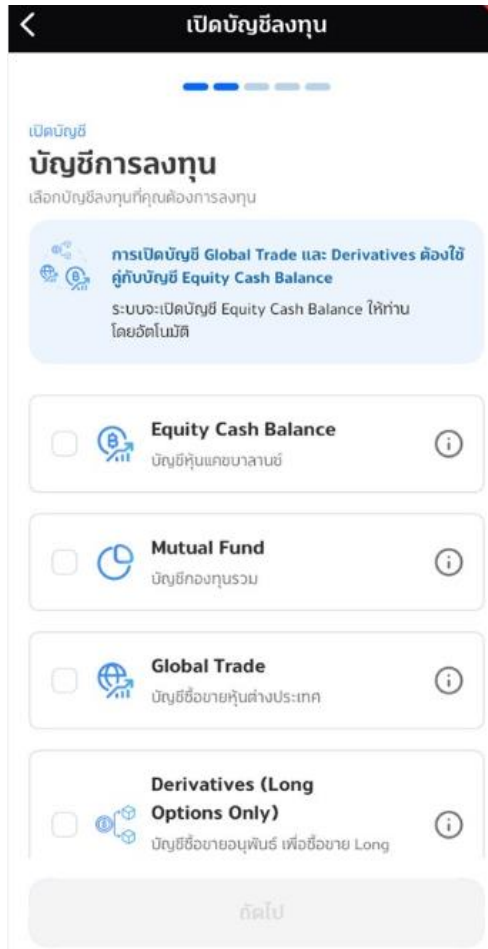 เปิดบัญชีลงทุน
เปิดบัญชี
บัญชีการลงทุน
เลือกบัญชีลงทุนที่คุณต้องการลงทุน
การเปิดบัญชี Global Trade และ Derivatives ต้องใช้
คู่กับบัญชี Equity Cash Balance
ระบบจะเปิดบัญชี Equity Cash Balance ให้ท่าน
โดยอัตโนมัติ
Equity Cash Balance
บัญชีหุ้นแคชบาลานซ์
Mutual Fund
บัญชีกองทุนรวม
Global Trade
บัญชีซื้อขายหุ้นต่างประเทศ
Derivatives (Long
Options Only)
บัญชีซื้อขายอนุพันธ์ เพื่อซื้อขาย Long
ถัดไป